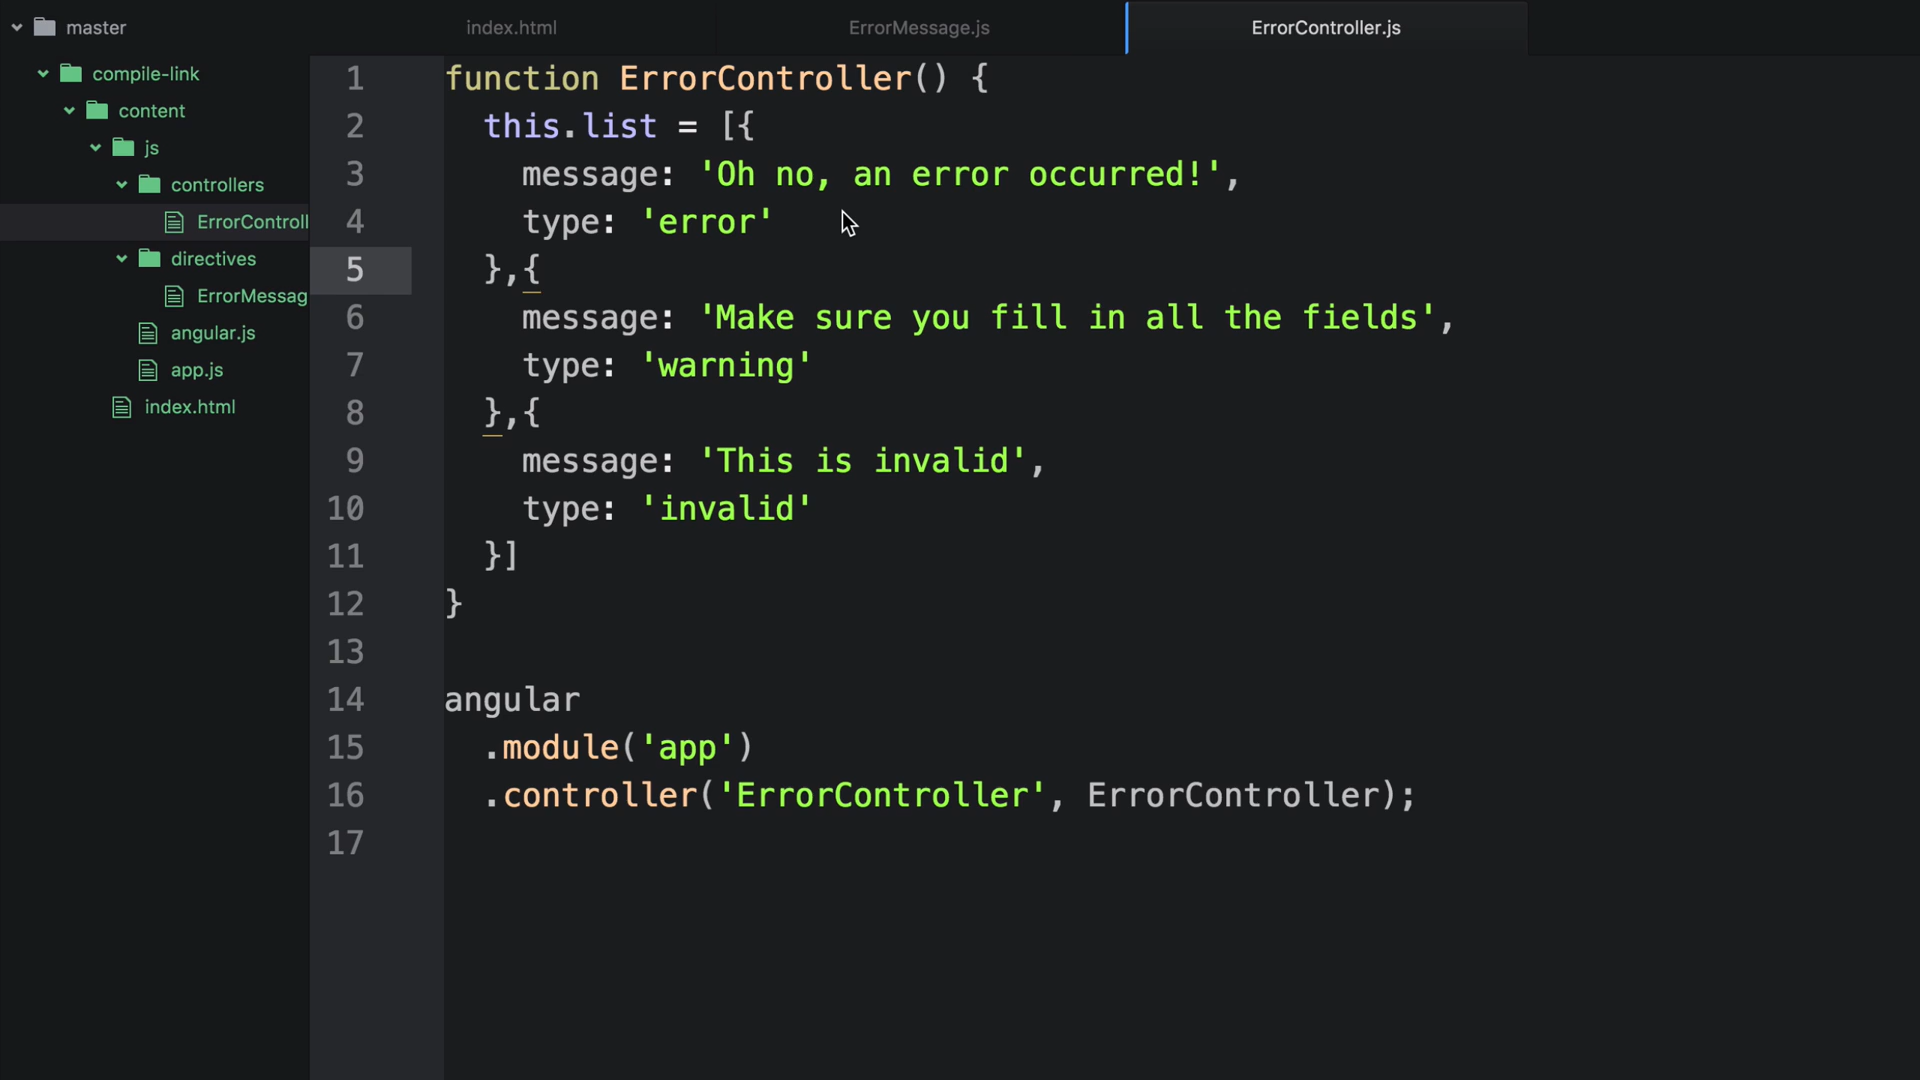 master
index.html
ErrorMessage.js
ErrorController.js
compile-link
content
js
controllers
ErrorControll
directives
ErrorMessag
angular.js
app.js
index.html
1 function ErrorController() {
2 this.list = [{
3 message: 'Oh no, an error occurred!',
4 type: 'error'
5 },{
6 message: 'Make sure you fill in all the fields',
7 type: 'warning'
8 },{
9 message: 'This is invalid',
10 type: 'invalid'
11 }]
12 }
13
14 angular
15 .module('app')
16 .controller('ErrorController', ErrorController);
17